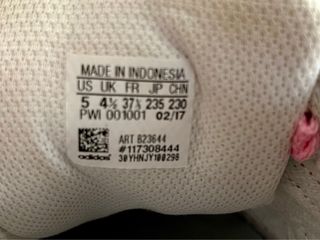 MADE IN INDONESIA
US UK FR JP CHN
5 4½ 37⅓ 235 230
PWI 001001 02/17
ART B23644
#117308444
adidas 30YHNJY100298